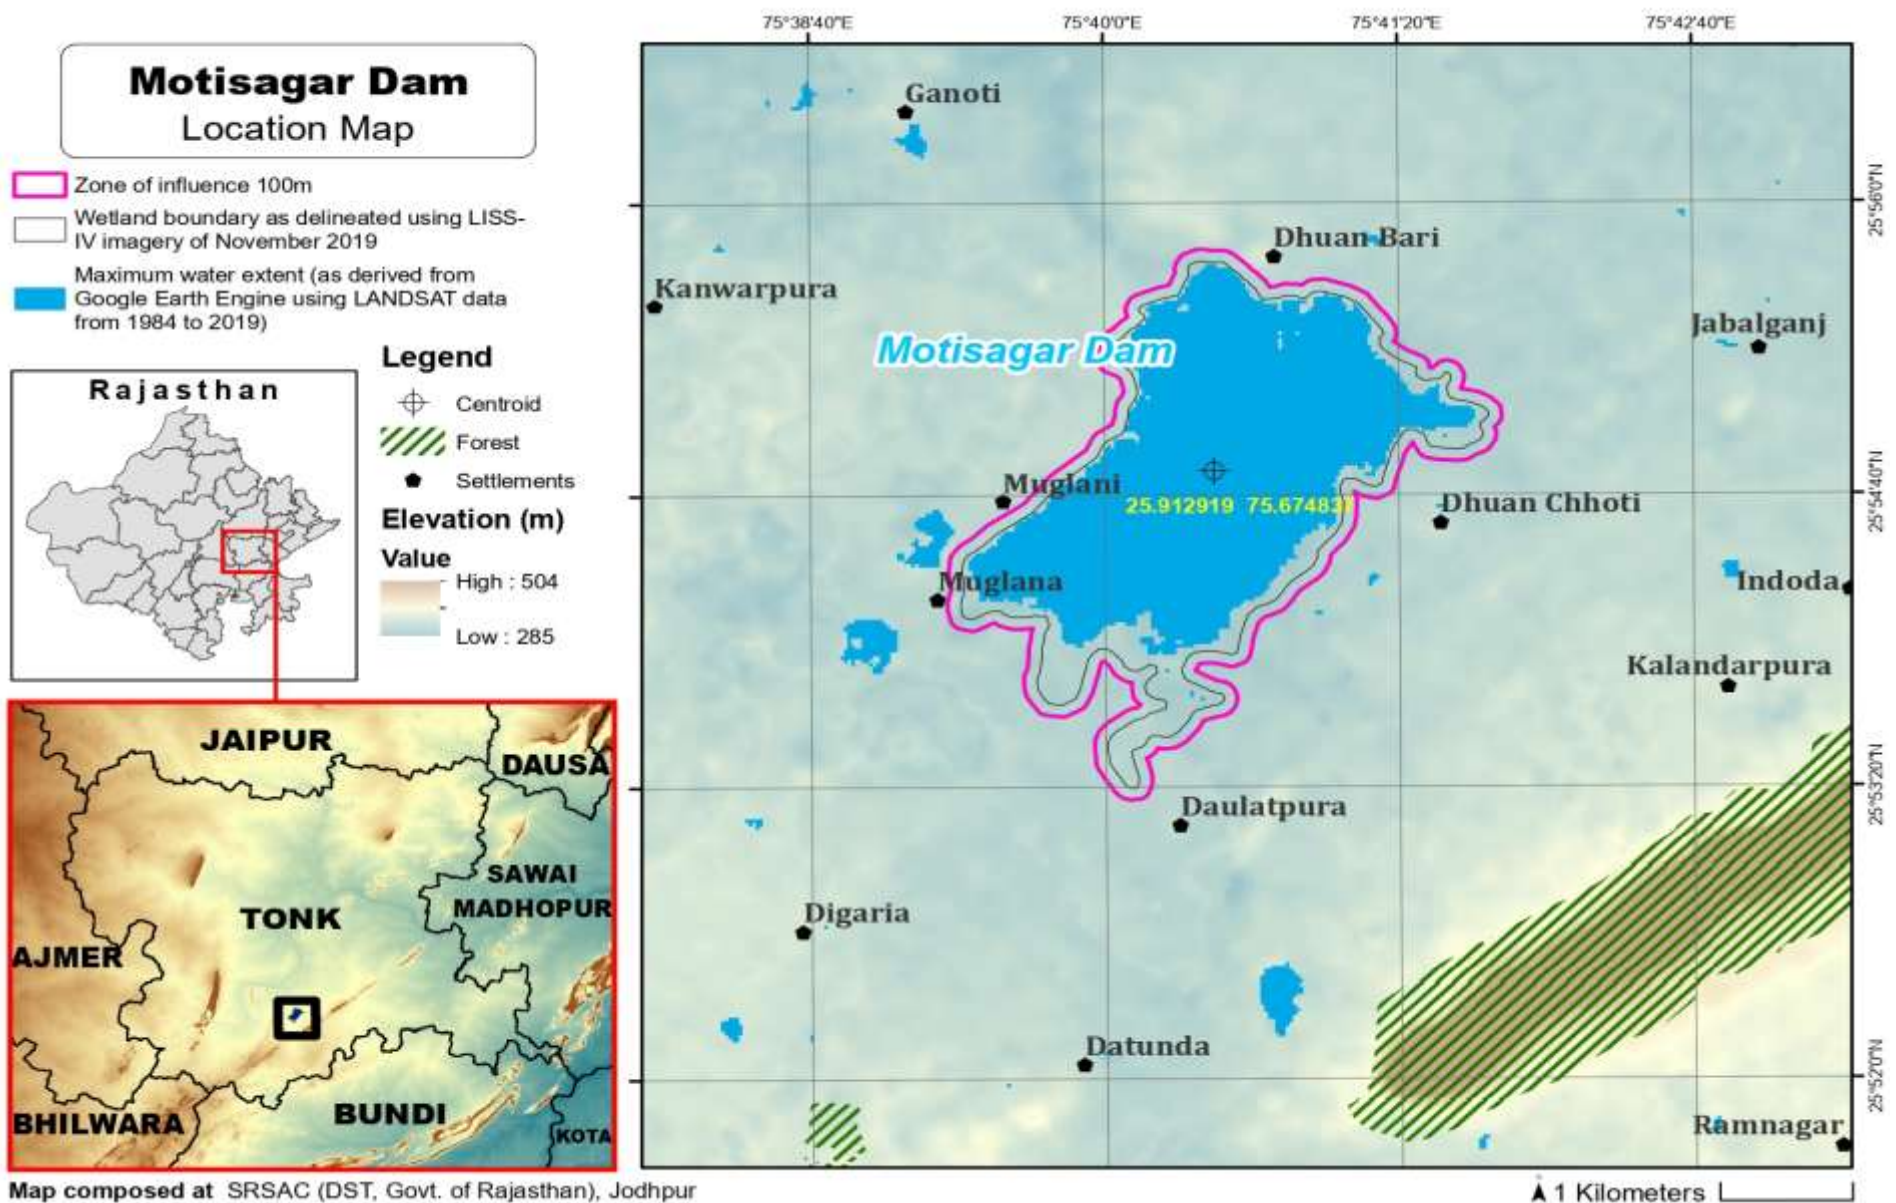 Motisagar Dam
Location Map
Zone of influence 100m
Wetland boundary as delineated using LISS-
IV imagery of November 2019
Maximum water extent (as derived from
Google Earth Engine using LANDSAT data
from 1984 to 2019)
Rajasthan
Legend
Centroid
Forest
Settlements
Elevation (m)
Value
High : 504
Low : 285
JAIPUR
DAUSA
SAWAI
MADHOPUR
TONK
AJMER
BHILWARA
BUNDI
KOTA
75°38'40"E
75°40'0"E
75°41'20"E
75°42'40"E
Ganoti
Dhuan Bari
Kanwarpura
Jabalganj
Motisagar Dam
Muglani
25.912919 75.674837
Dhuan Chhoti
Muglana
Indoda
Kalandarpura
Daulatpura
Digaria
Datunda
Ramnagar
25°56'0"N
25°54'40"N
25°53'20"N
25°52'0"N
Map composed at SRSAC (DST, Govt. of Rajasthan), Jodhpur
1 Kilometers